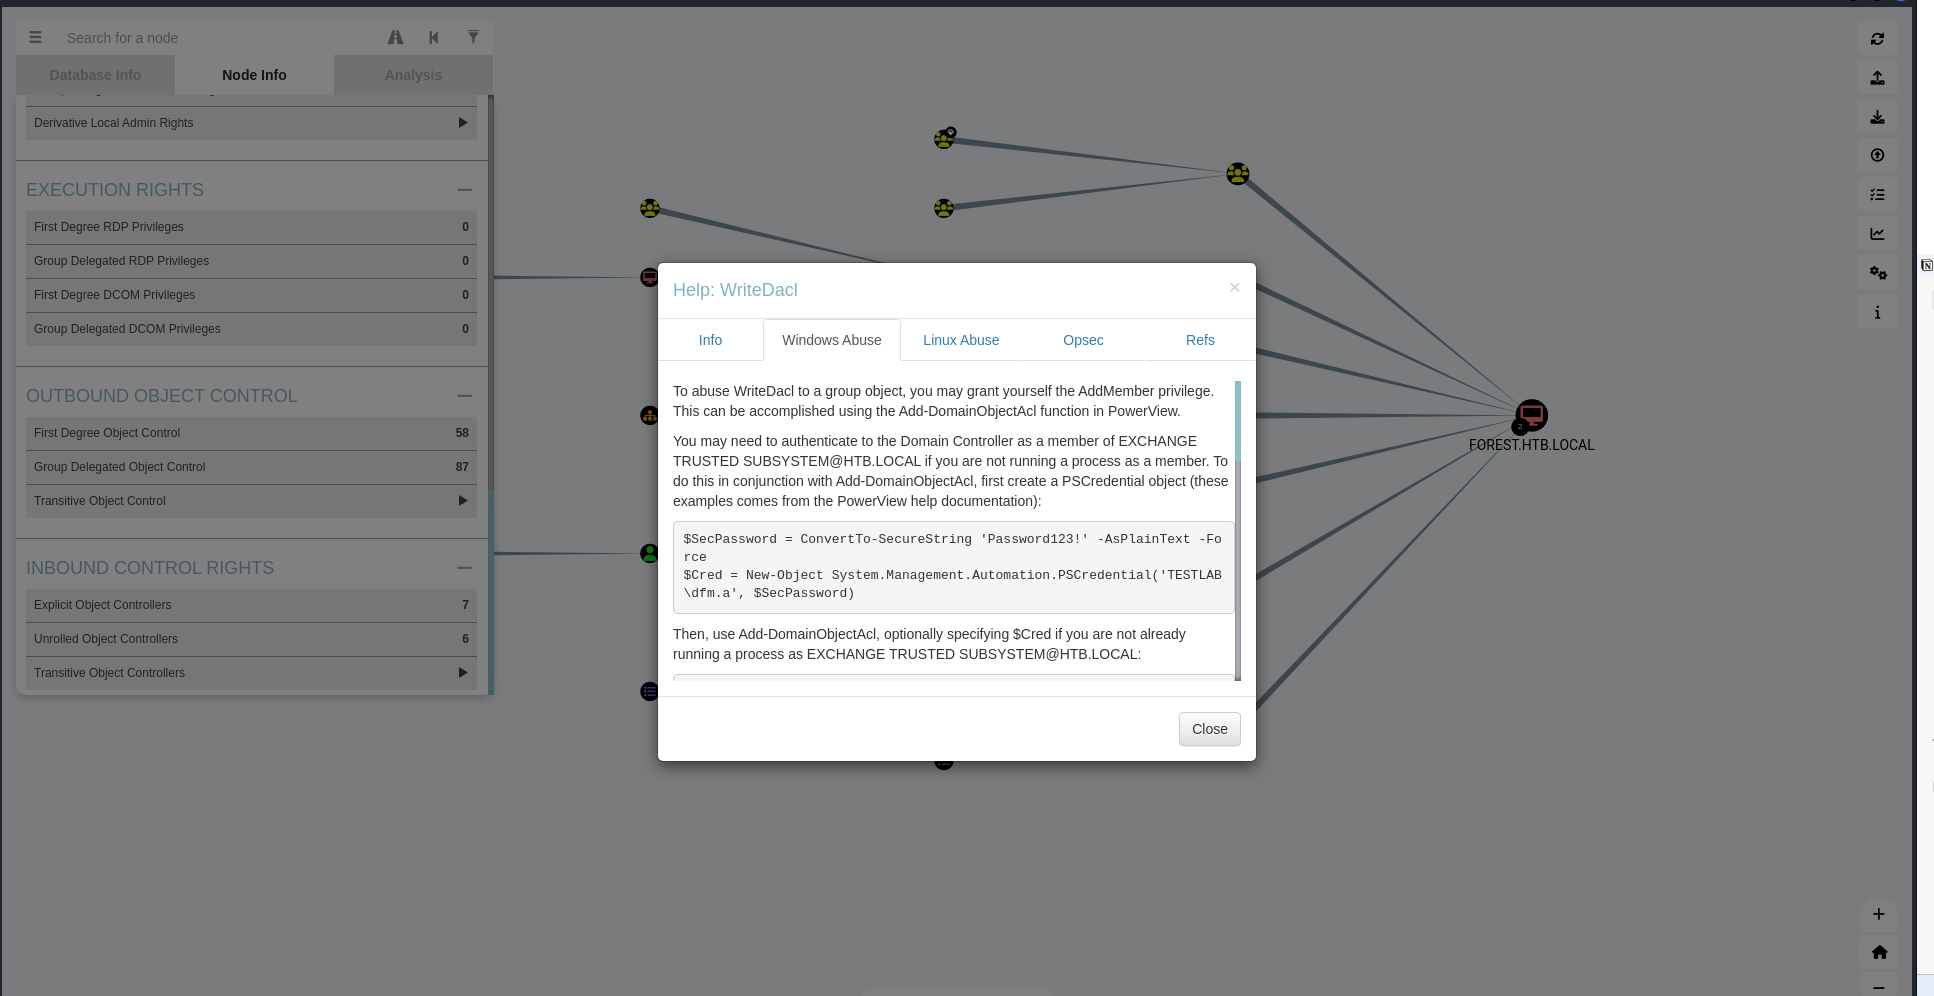 Search for a node
Database Info
Node Info
Analysis
Derivative Local Admin Rights
EXECUTION RIGHTS
First Degree RDP Privileges 0
Group Delegated RDP Privileges 0
First Degree DCOM Privileges 0
Group Delegated DCOM Privileges 0
OUTBOUND OBJECT CONTROL
First Degree Object Control 58
Group Delegated Object Control 87
Transitive Object Control
INBOUND CONTROL RIGHTS
Explicit Object Controllers 7
Unrolled Object Controllers 6
Transitive Object Controllers
Help: WriteDacl
×
Info
Windows Abuse
Linux Abuse
Opsec
Refs
To abuse WriteDacl to a group object, you may grant yourself the AddMember privilege.
This can be accomplished using the Add-DomainObjectAcl function in PowerView.
You may need to authenticate to the Domain Controller as a member of EXCHANGE
TRUSTED SUBSYSTEM@HTB.LOCAL if you are not running a process as a member. To
do this in conjunction with Add-DomainObjectAcl, first create a PSCredential object (these
examples comes from the PowerView help documentation):
$SecPassword = ConvertTo-SecureString 'Password123!' -AsPlainText -Fo
rce
$Cred = New-Object System.Management.Automation.PSCredential('TESTLAB
\dfm.a', $SecPassword)
Then, use Add-DomainObjectAcl, optionally specifying $Cred if you are not already
running a process as EXCHANGE TRUSTED SUBSYSTEM@HTB.LOCAL:
Close
2
FOREST.HTB.LOCAL